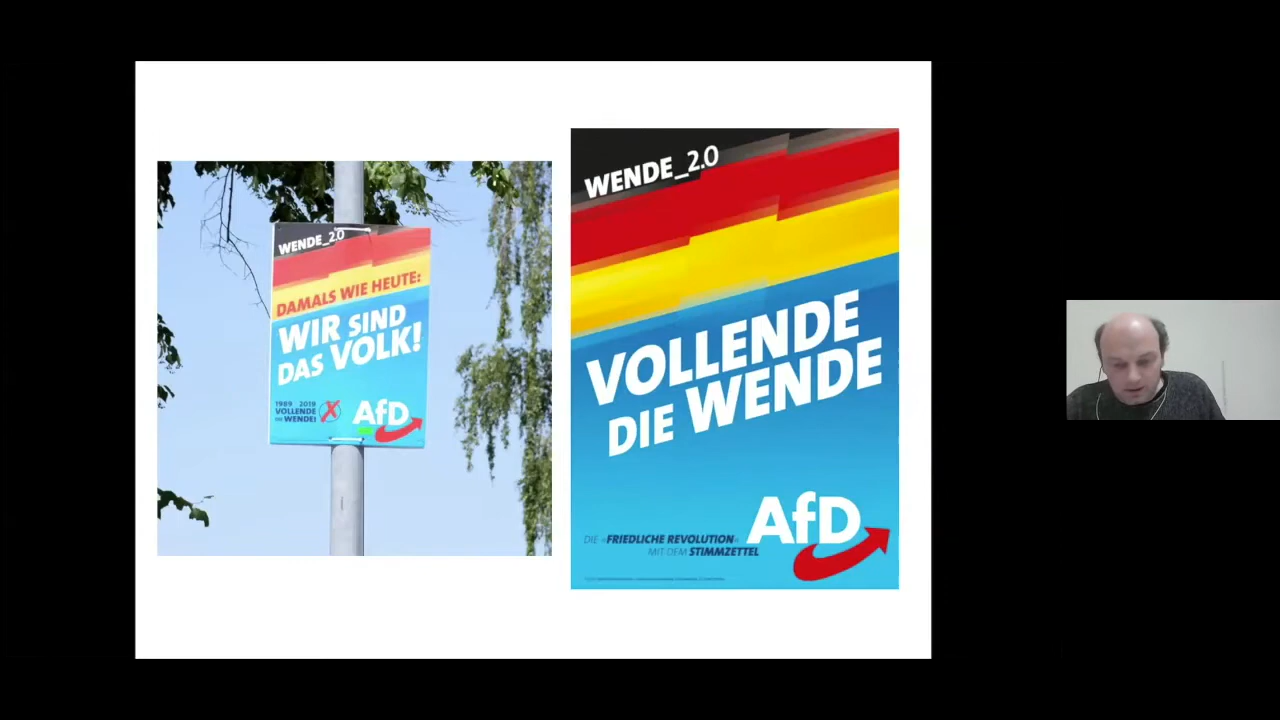 WENDE_2.0
DAMALS WIE HEUTE:
WIR SIND
DAS VOLK!
1989 2019
VOLLENDE
DIE WENDE!
AfD
WENDE_2.0
VOLLENDE
DIE WENDE
AfD
DIE »FRIEDLICHE REVOLUTION«
MIT DEM STIMMZETTEL